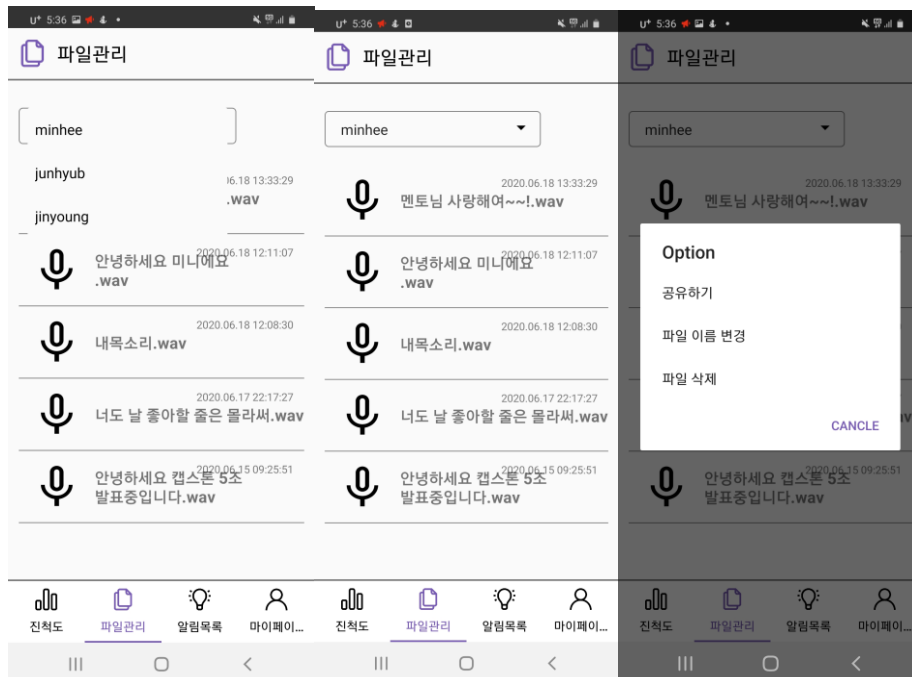 U⁺ 5:36
파일관리
minhee
junhyub
jinyoung
16.18 13:33:29
.wav
2020.06.18 12:11:07
안녕하세요 미니에요
.wav
2020.06.18 12:08:30
내목소리.wav
2020.06.17 22:17:27
너도 날 좋아할 줄은 몰라써.wav
2020.06.15 09:25:51
안녕하세요 캡스톤 5조
발표중입니다.wav
진척도 파일관리 알림목록 마이페이...
U⁺ 5:36
파일관리
minhee
2020.06.18 13:33:29
멘토님 사랑해여~~!.wav
2020.06.18 12:11:07
안녕하세요 미니에요
.wav
2020.06.18 12:08:30
내목소리.wav
2020.06.17 22:17:27
너도 날 좋아할 줄은 몰라써.wav
2020.06.15 09:25:51
안녕하세요 캡스톤 5조
발표중입니다.wav
진척도 파일관리 알림목록 마이페이...
U⁺ 5:36
파일관리
minhee
2020.06.18 13:33:29
멘토님 사랑해여~~!.wav
Option
공유하기
파일 이름 변경
파일 삭제
CANCLE
2020.06.15 09:25:51
안녕하세요 캡스톤 5조
발표중입니다.wav
진척도 파일관리 알림목록 마이페이...